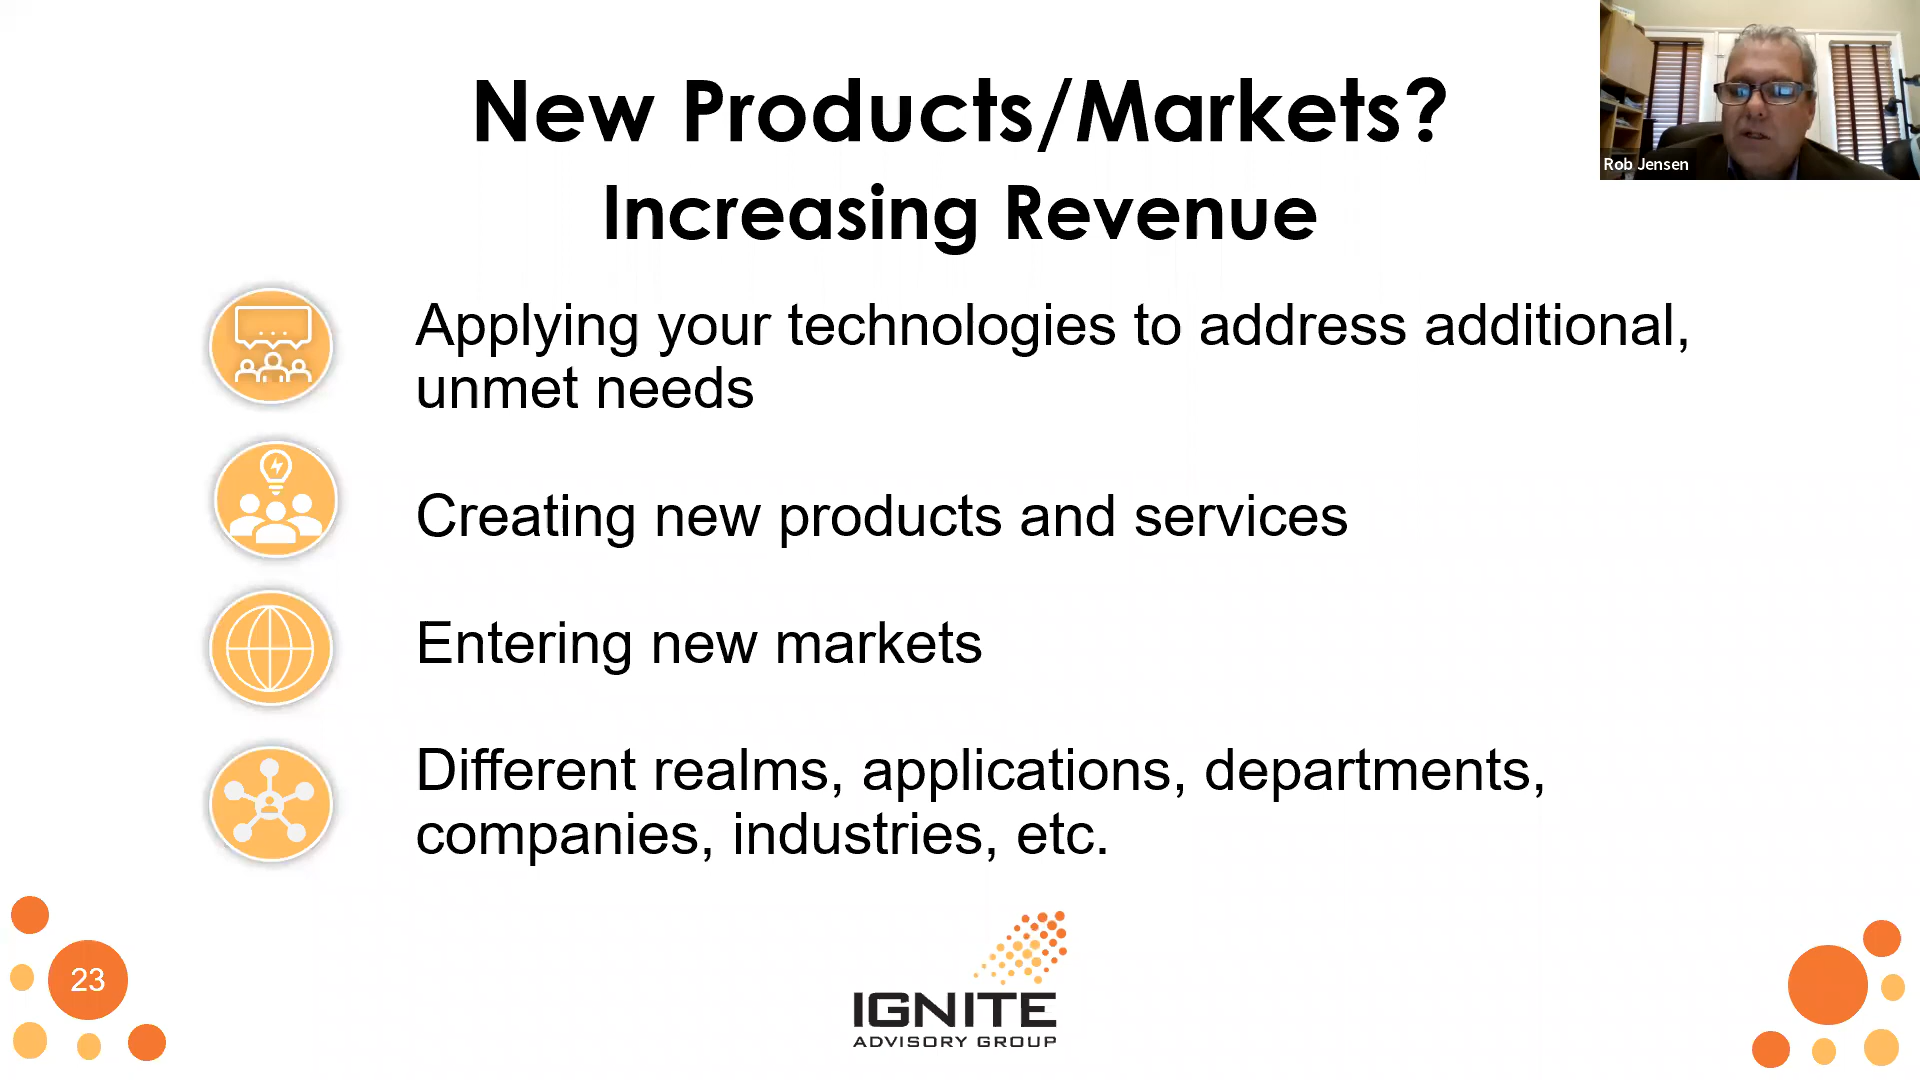 New Products/Markets?
Increasing Revenue
Rob Jensen
Applying your technologies to address additional,
unmet needs
Creating new products and services
Entering new markets
Different realms, applications, departments,
companies, industries, etc.
23
IGNITE
ADVISORY GROUP